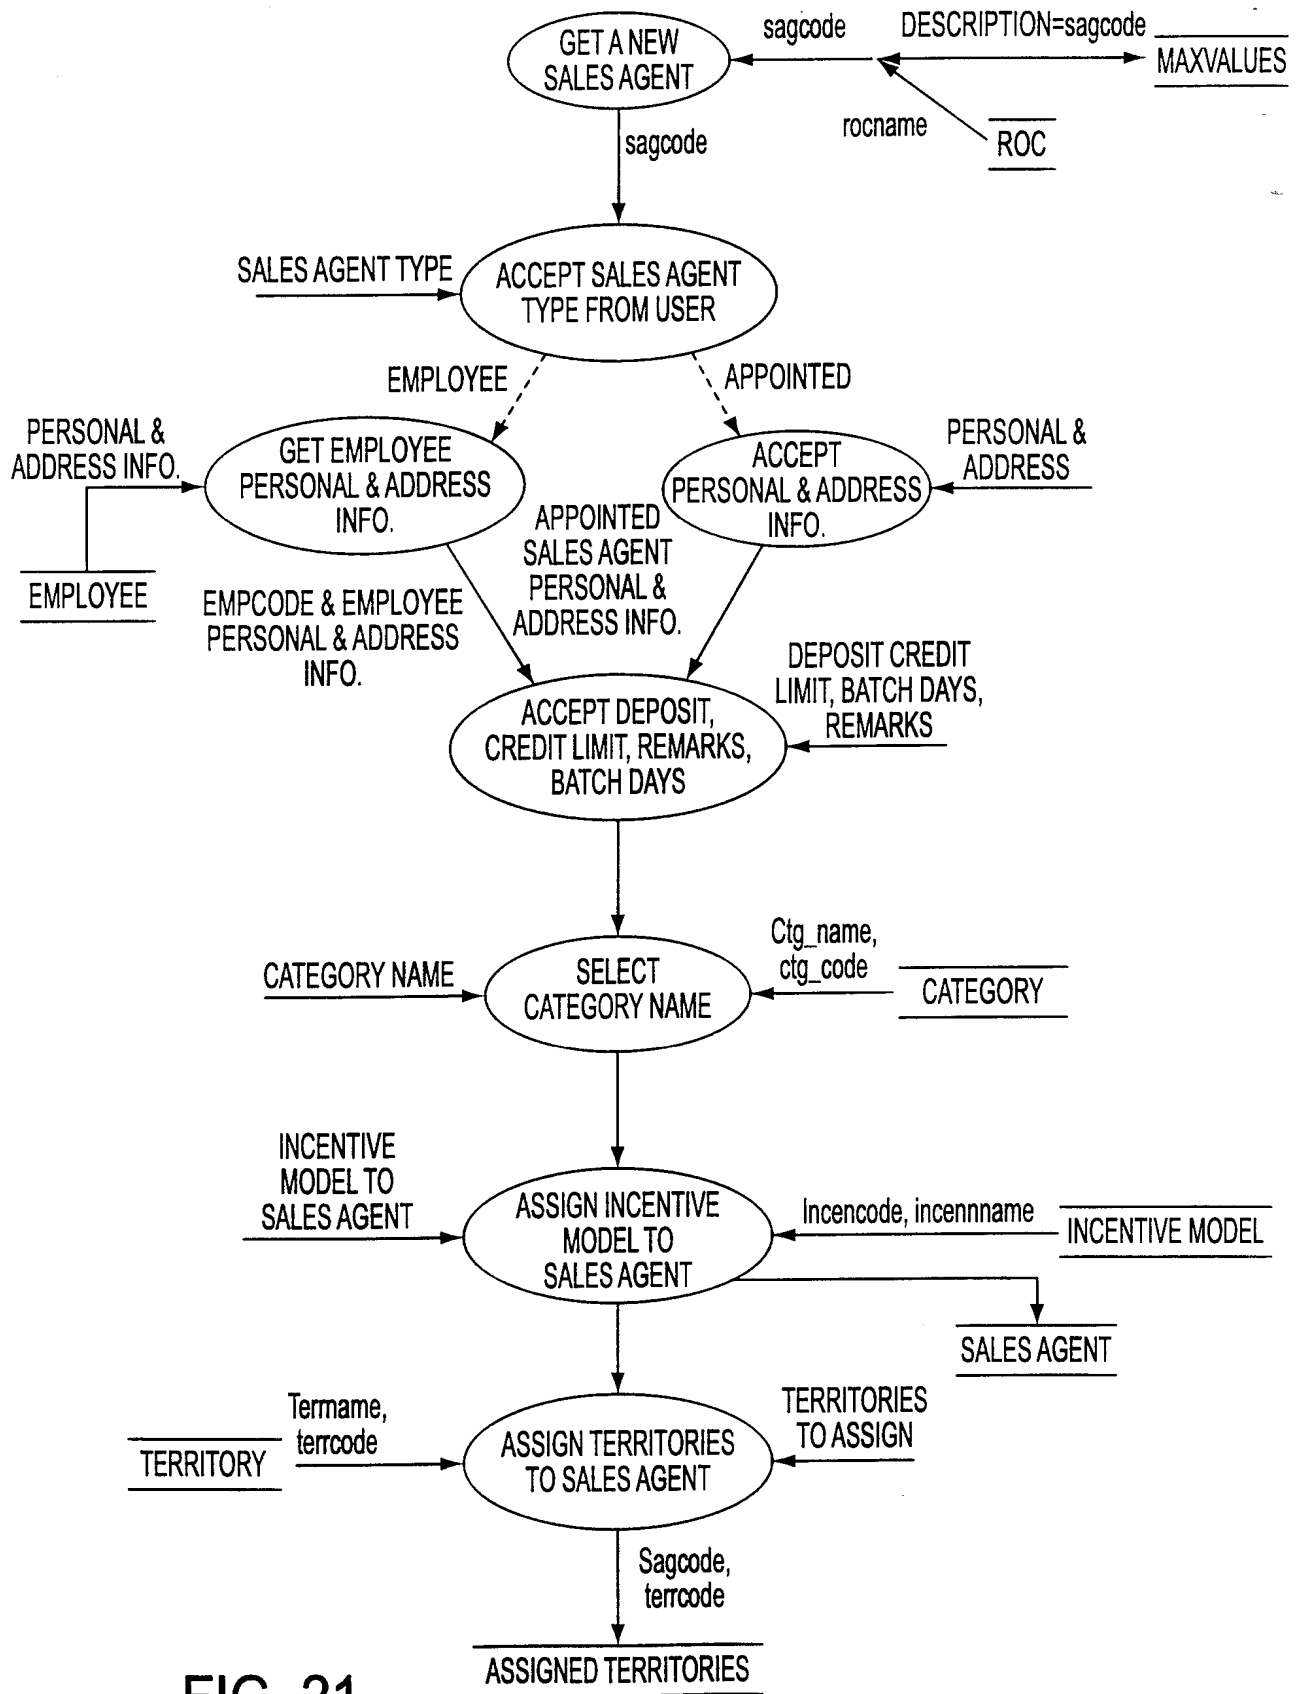 GET A NEW
SALES AGENT
sagcode
DESCRIPTION=sagcode
MAXVALUES
rocname
ROC
sagcode
SALES AGENT TYPE
ACCEPT SALES AGENT
TYPE FROM USER
EMPLOYEE
APPOINTED
PERSONAL &
ADDRESS INFO.
GET EMPLOYEE
PERSONAL & ADDRESS
INFO.
ACCEPT
PERSONAL & ADDRESS
INFO.
PERSONAL &
ADDRESS
EMPLOYEE
EMPCODE & EMPLOYEE
PERSONAL & ADDRESS
INFO.
APPOINTED
SALES AGENT
PERSONAL &
ADDRESS INFO.
ACCEPT DEPOSIT,
CREDIT LIMIT, REMARKS,
BATCH DAYS
DEPOSIT CREDIT
LIMIT, BATCH DAYS,
REMARKS
CATEGORY NAME
SELECT
CATEGORY NAME
Ctg_name,
ctg_code
CATEGORY
INCENTIVE
MODEL TO
SALES AGENT
ASSIGN INCENTIVE
MODEL TO
SALES AGENT
Incencode, incennname
INCENTIVE MODEL
SALES AGENT
Terrname,
terrcode
TERRITORY
ASSIGN TERRITORIES
TO SALES AGENT
TERRITORIES
TO ASSIGN
Sagcode,
terrcode
ASSIGNED TERRITORIES
FIG. 21